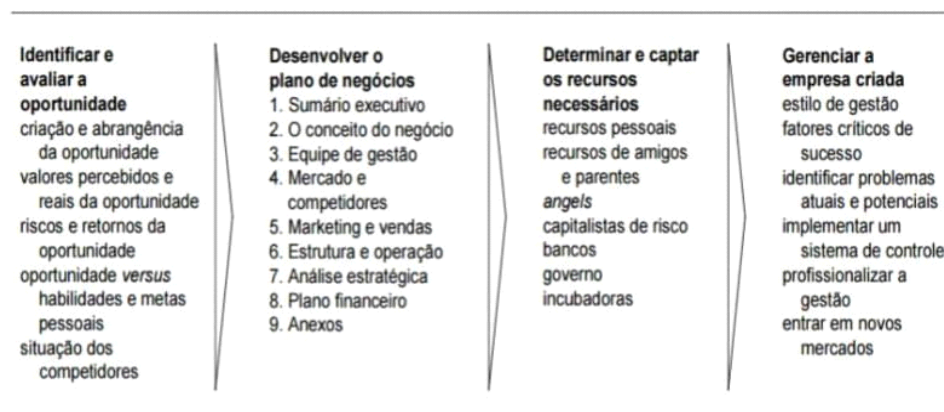 Identificar e
avaliar a
oportunidade
criação e abrangência
da oportunidade
valores percebidos e
reais da oportunidade
riscos e retornos da
oportunidade
oportunidade versus
habilidades e metas
pessoais
situação dos
competidores
Desenvolver o
plano de negócios
1. Sumário executivo
2. O conceito do negócio
3. Equipe de gestão
4. Mercado e
competidores
5. Marketing e vendas
6. Estrutura e operação
7. Análise estratégica
8. Plano financeiro
9. Anexos
Determinar e captar
os recursos
necessários
recursos pessoais
recursos de amigos
e parentes
angels
capitalistas de risco
bancos
governo
incubadoras
Gerenciar a
empresa criada
estilo de gestão
fatores críticos de
sucesso
identificar problemas
atuais e potenciais
implementar um
sistema de controle
profissionalizar a
gestão
entrar em novos
mercados